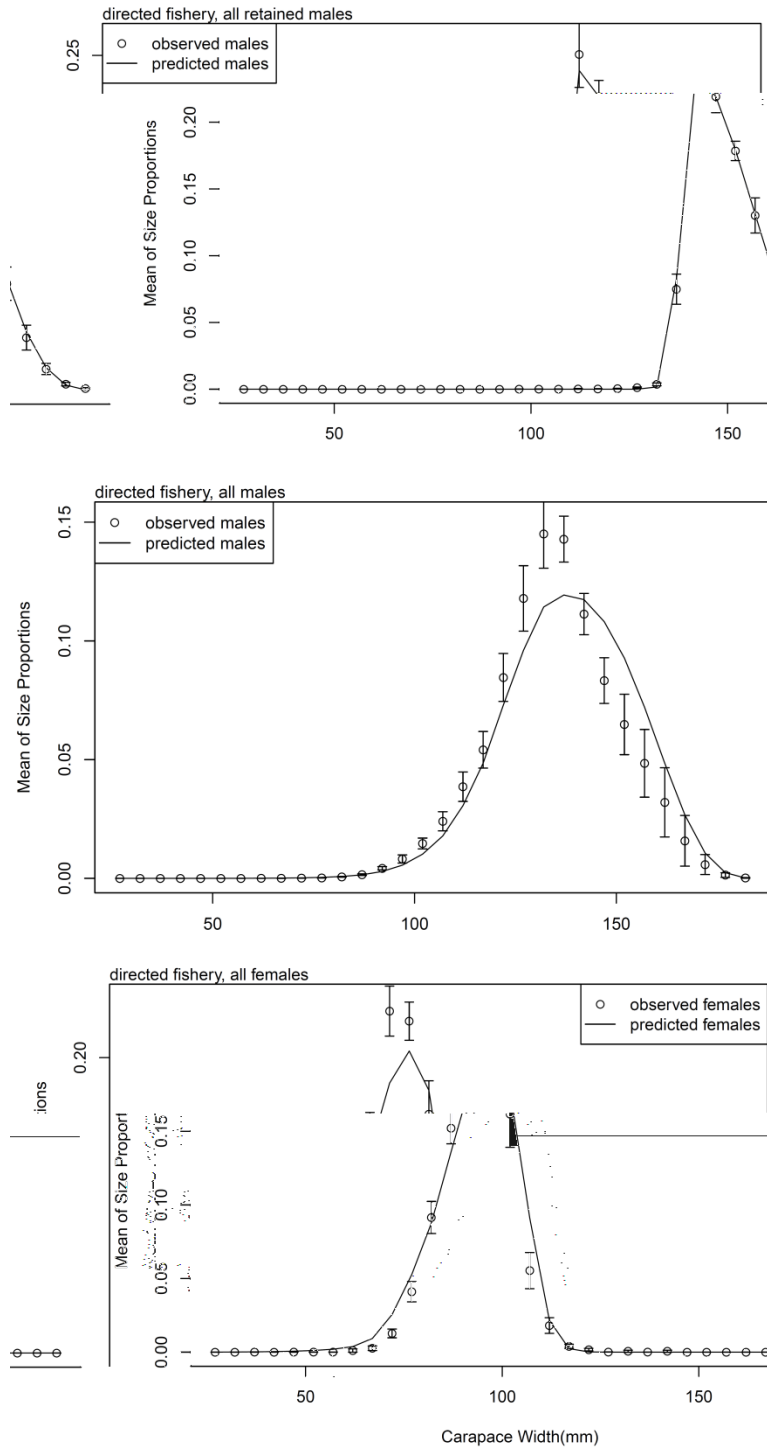 directed fishery, all retained males
observed males
predicted males
0.25
0.20
0.15
0.10
0.05
0.00
Mean of Size Proportions
50
100
150
directed fishery, all males
observed males
predicted males
0.15
0.10
0.05
0.00
Mean of Size Proportions
50
100
150
directed fishery, all females
observed females
predicted females
0.20
tions
Mean of Size Proport
0.15
0.10
0.05
0.00
50
100
150
Carapace Width(mm)